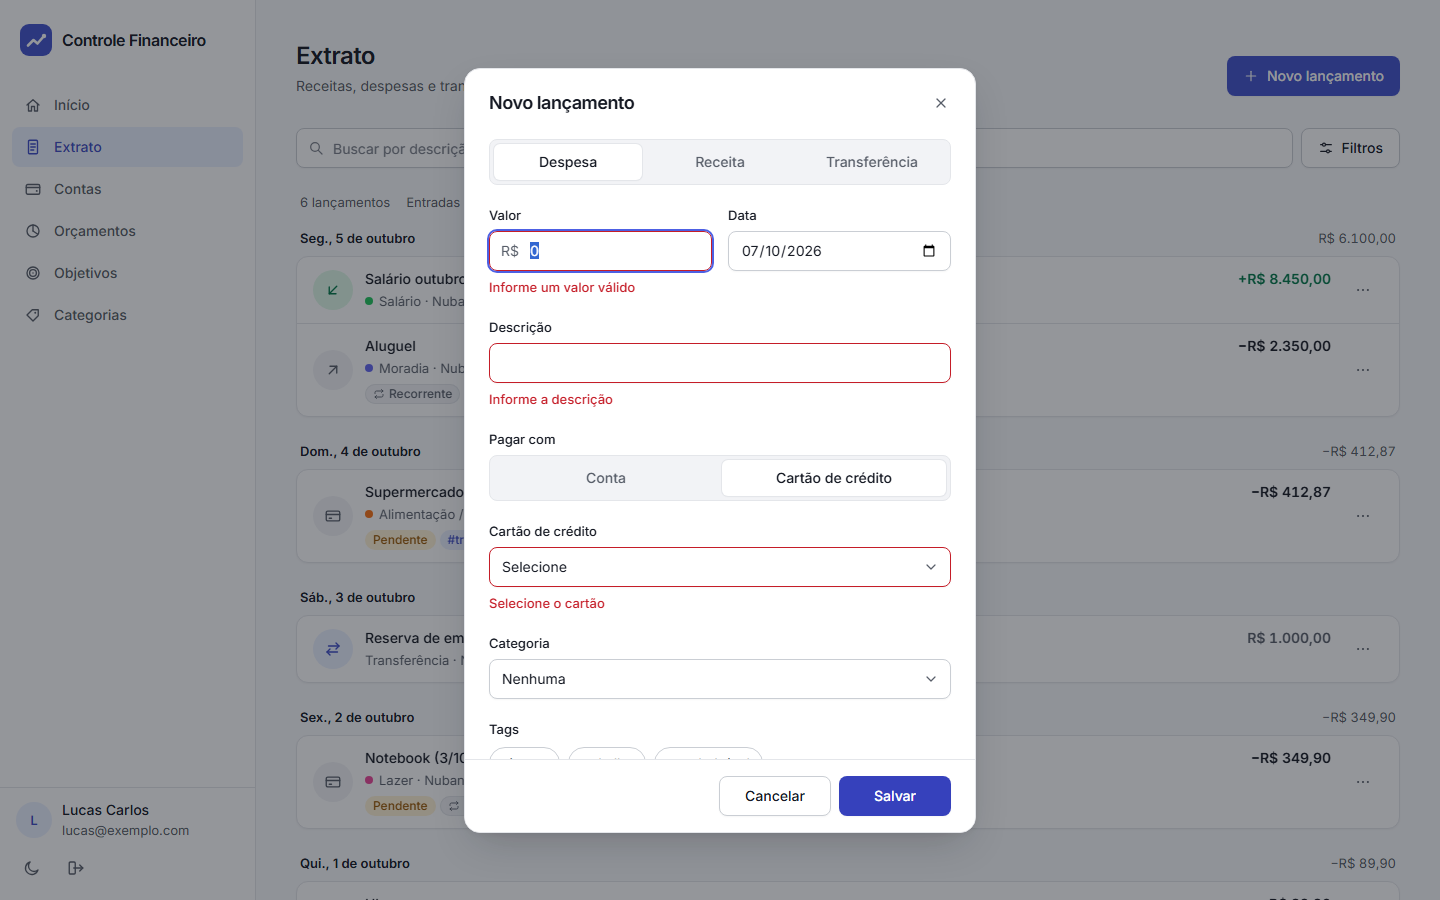 Controle Financeiro
Início
Extrato
Contas
Orçamentos
Objetivos
Categorias
Lucas Carlos
L
lucas@exemplo.com
Extrato
Receitas, despesas e tran
Novo lançamento
Buscar por descriçã
Filtros
6 lançamentos Entradas
Seg., 5 de outubro
R$ 6.100,00
Salário outubro
+R$ 8.450,00
Salário · Nuba
Aluguel
−R$ 2.350,00
Moradia · Nub
Recorrente
Dom., 4 de outubro
−R$ 412,87
Supermercado
−R$ 412,87
Alimentação /
Pendente #tr
Sáb., 3 de outubro
Reserva de em
R$ 1.000,00
Transferência · N
Sex., 2 de outubro
−R$ 349,90
Notebook (3/10
−R$ 349,90
Lazer · Nuban
Pendente
Qui., 1 de outubro
−R$ 89,90
Novo lançamento
Despesa Receita Transferência
Valor Data
R$ 0 07/10/2026
Informe um valor válido
Descrição
Informe a descrição
Pagar com
Conta Cartão de crédito
Cartão de crédito
Selecione
Selecione o cartão
Categoria
Nenhuma
Tags
Cancelar Salvar